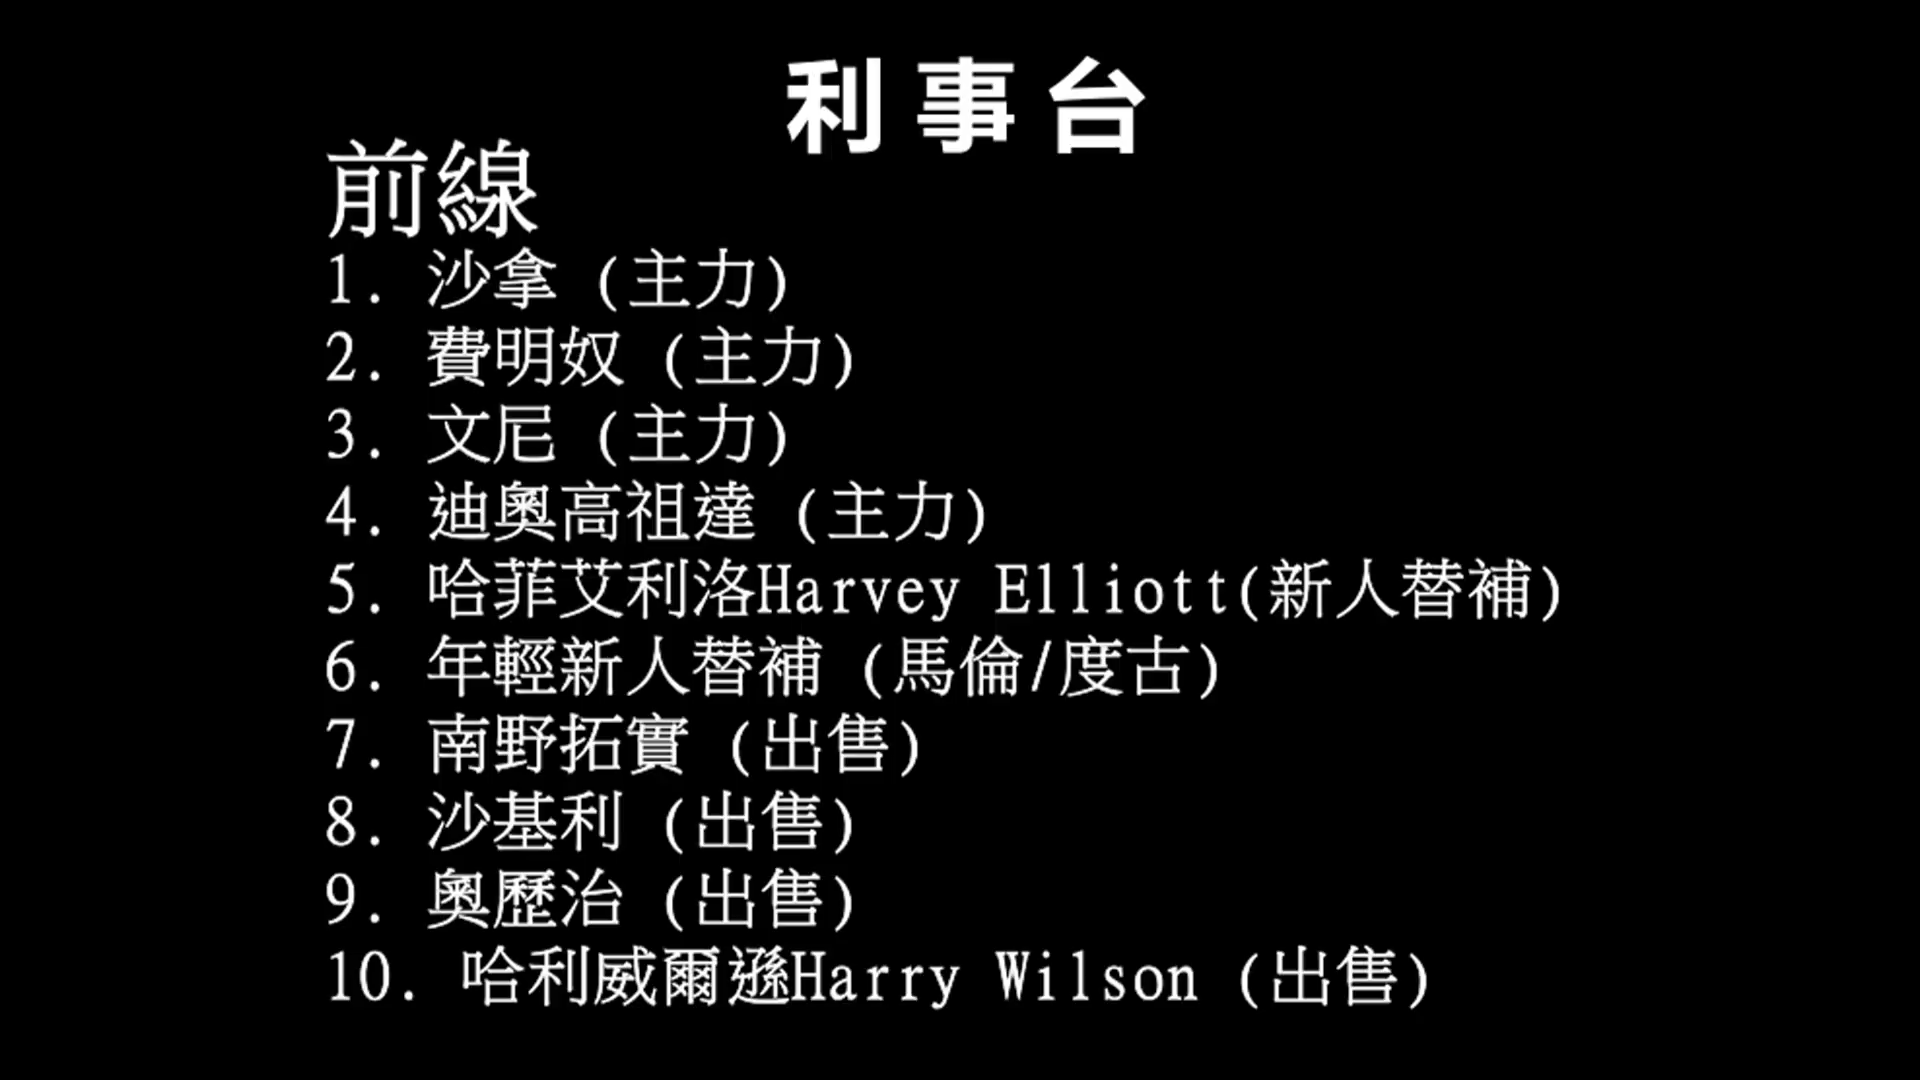 利事台
前線
1. 沙拿 (主力)
2. 費明奴 (主力)
3. 文尼 (主力)
4. 迪奧高祖達 (主力)
5. 哈菲艾利洛Harvey Elliott(新人替補)
6. 年輕新人替補 (馬倫/度古)
7. 南野拓實 (出售)
8. 沙基利 (出售)
9. 奧歷治 (出售)
10. 哈利威爾遜Harry Wilson (出售)